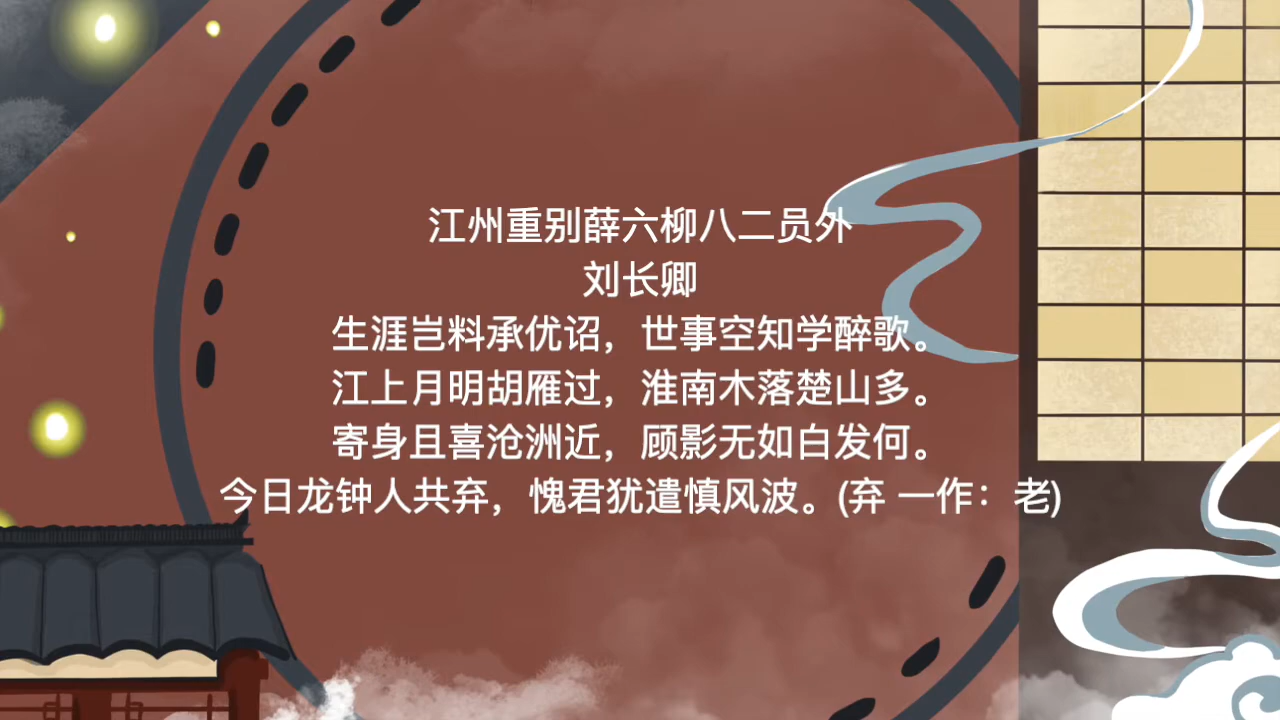 江州重别薛六柳八二员外
刘长卿
生涯岂料承优诏，世事空知学醉歌。
江上月明胡雁过，淮南木落楚山多。
寄身且喜沧洲近，顾影无如白发何。
今日龙钟人共弃，愧君犹遣慎风波。(弃 一作：老)